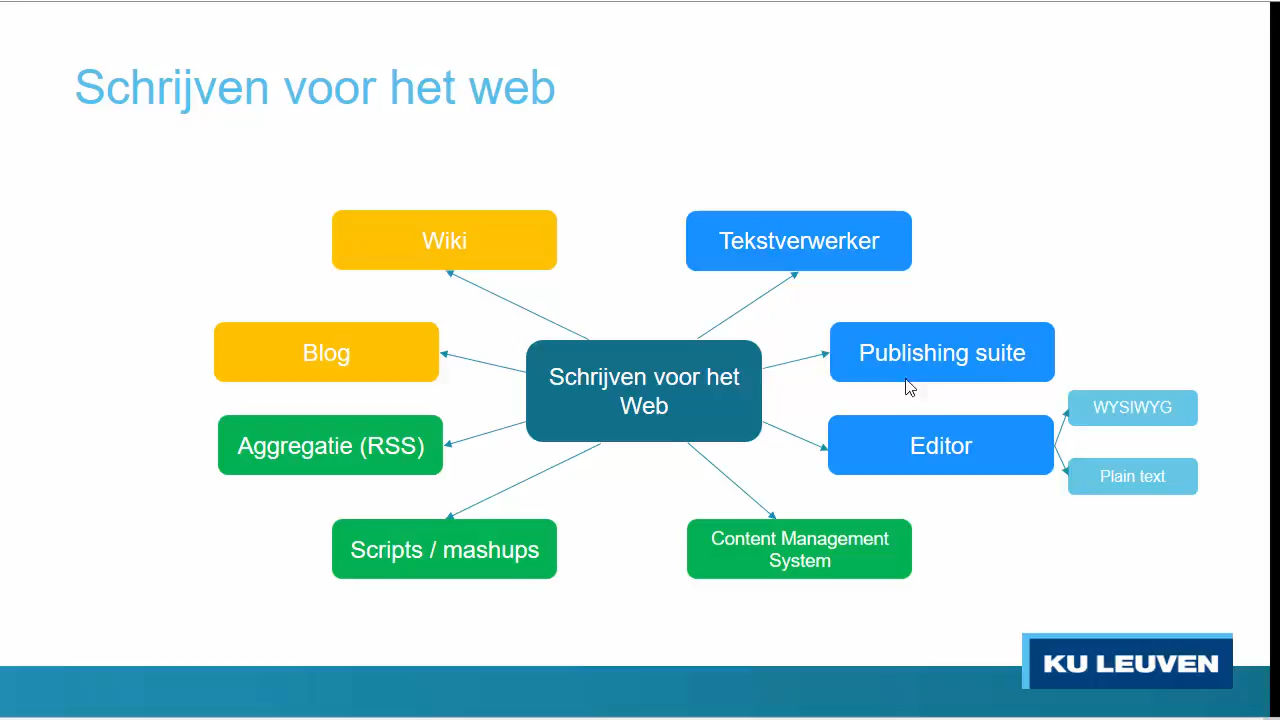 Schrijven voor het web
Wiki
Tekstverwerker
Blog
Schrijven voor het
Web
Publishing suite
WYSIWYG
Aggregatie (RSS)
Editor
Plain text
Scripts / mashups
Content Management
System
KU LEUVEN